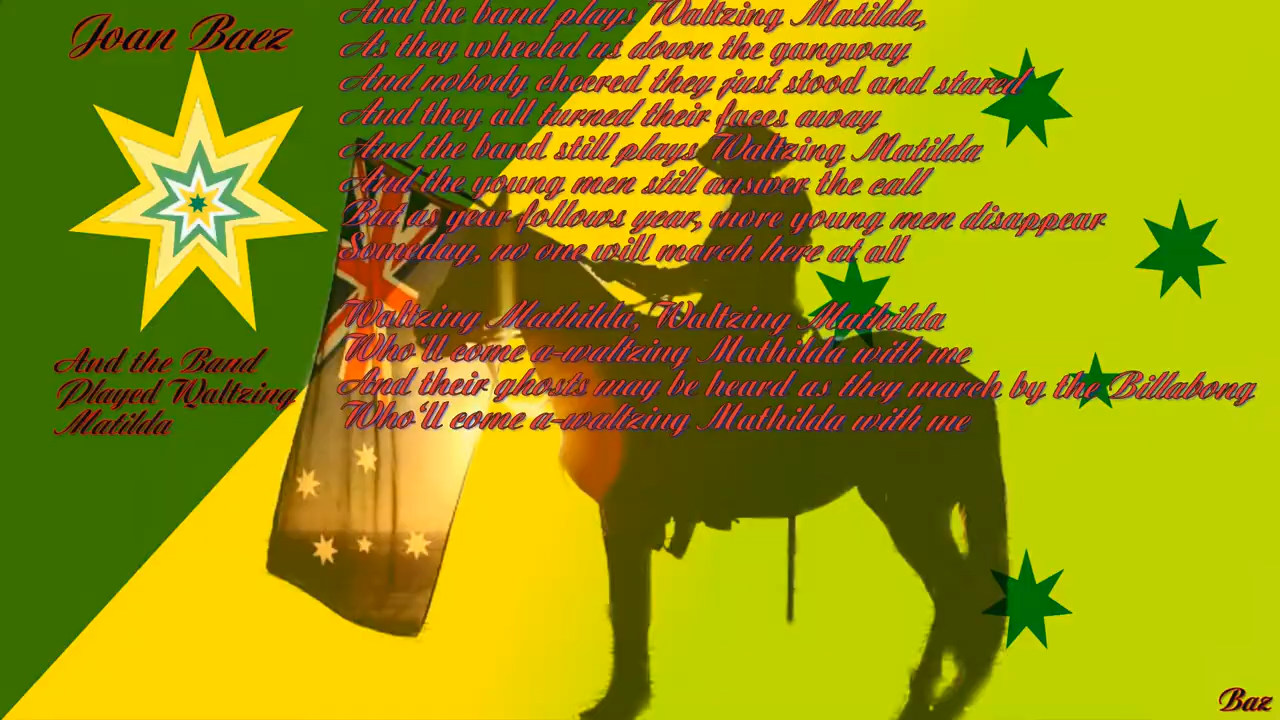 Joan Baez
And the Band
Played Waltzing
Matilda
And the band plays Waltzing Matilda,
As they wheeled us down the gangway
And nobody cheered they just stood and stared
And they all turned their faces away
And the band still plays Waltzing Matilda
And the young men still answer the call
But as year follows year, more young men disappear
Someday, no one will march here at all
Waltzing Mathilda, Waltzing Mathilda
Who'll come a-waltzing Mathilda with me
And their ghosts may be heard as they march by the Billabong
Who'll come a-waltzing Mathilda with me
Baz